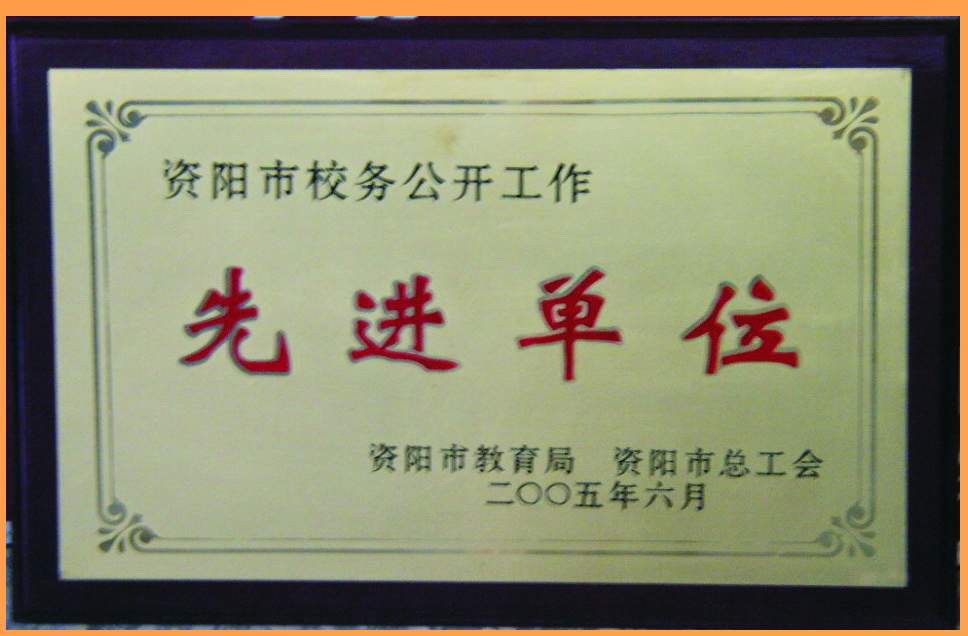 资阳市校务公开工作
先进单位
资阳市教育局 资阳市总工会
二〇〇五年六月